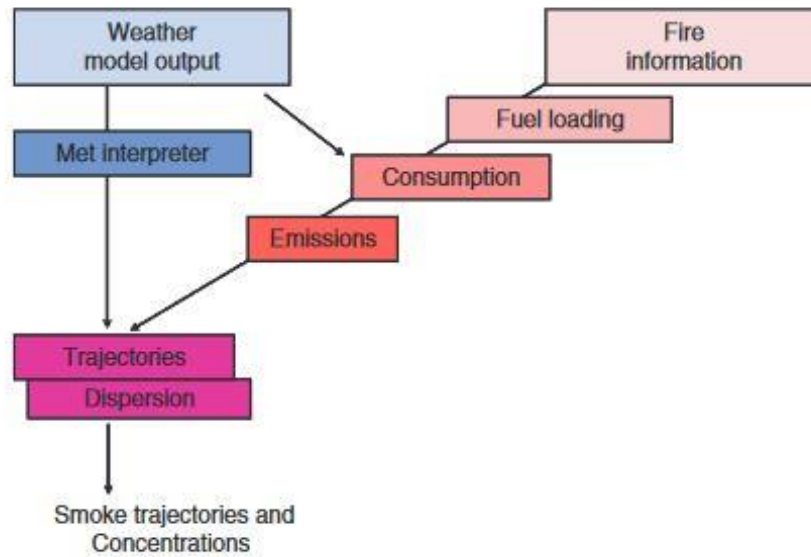 Weather
model output
Fire
information
Fuel loading
Met interpreter
Consumption
Emissions
Trajectories
Dispersion
Smoke trajectories and
Concentrations